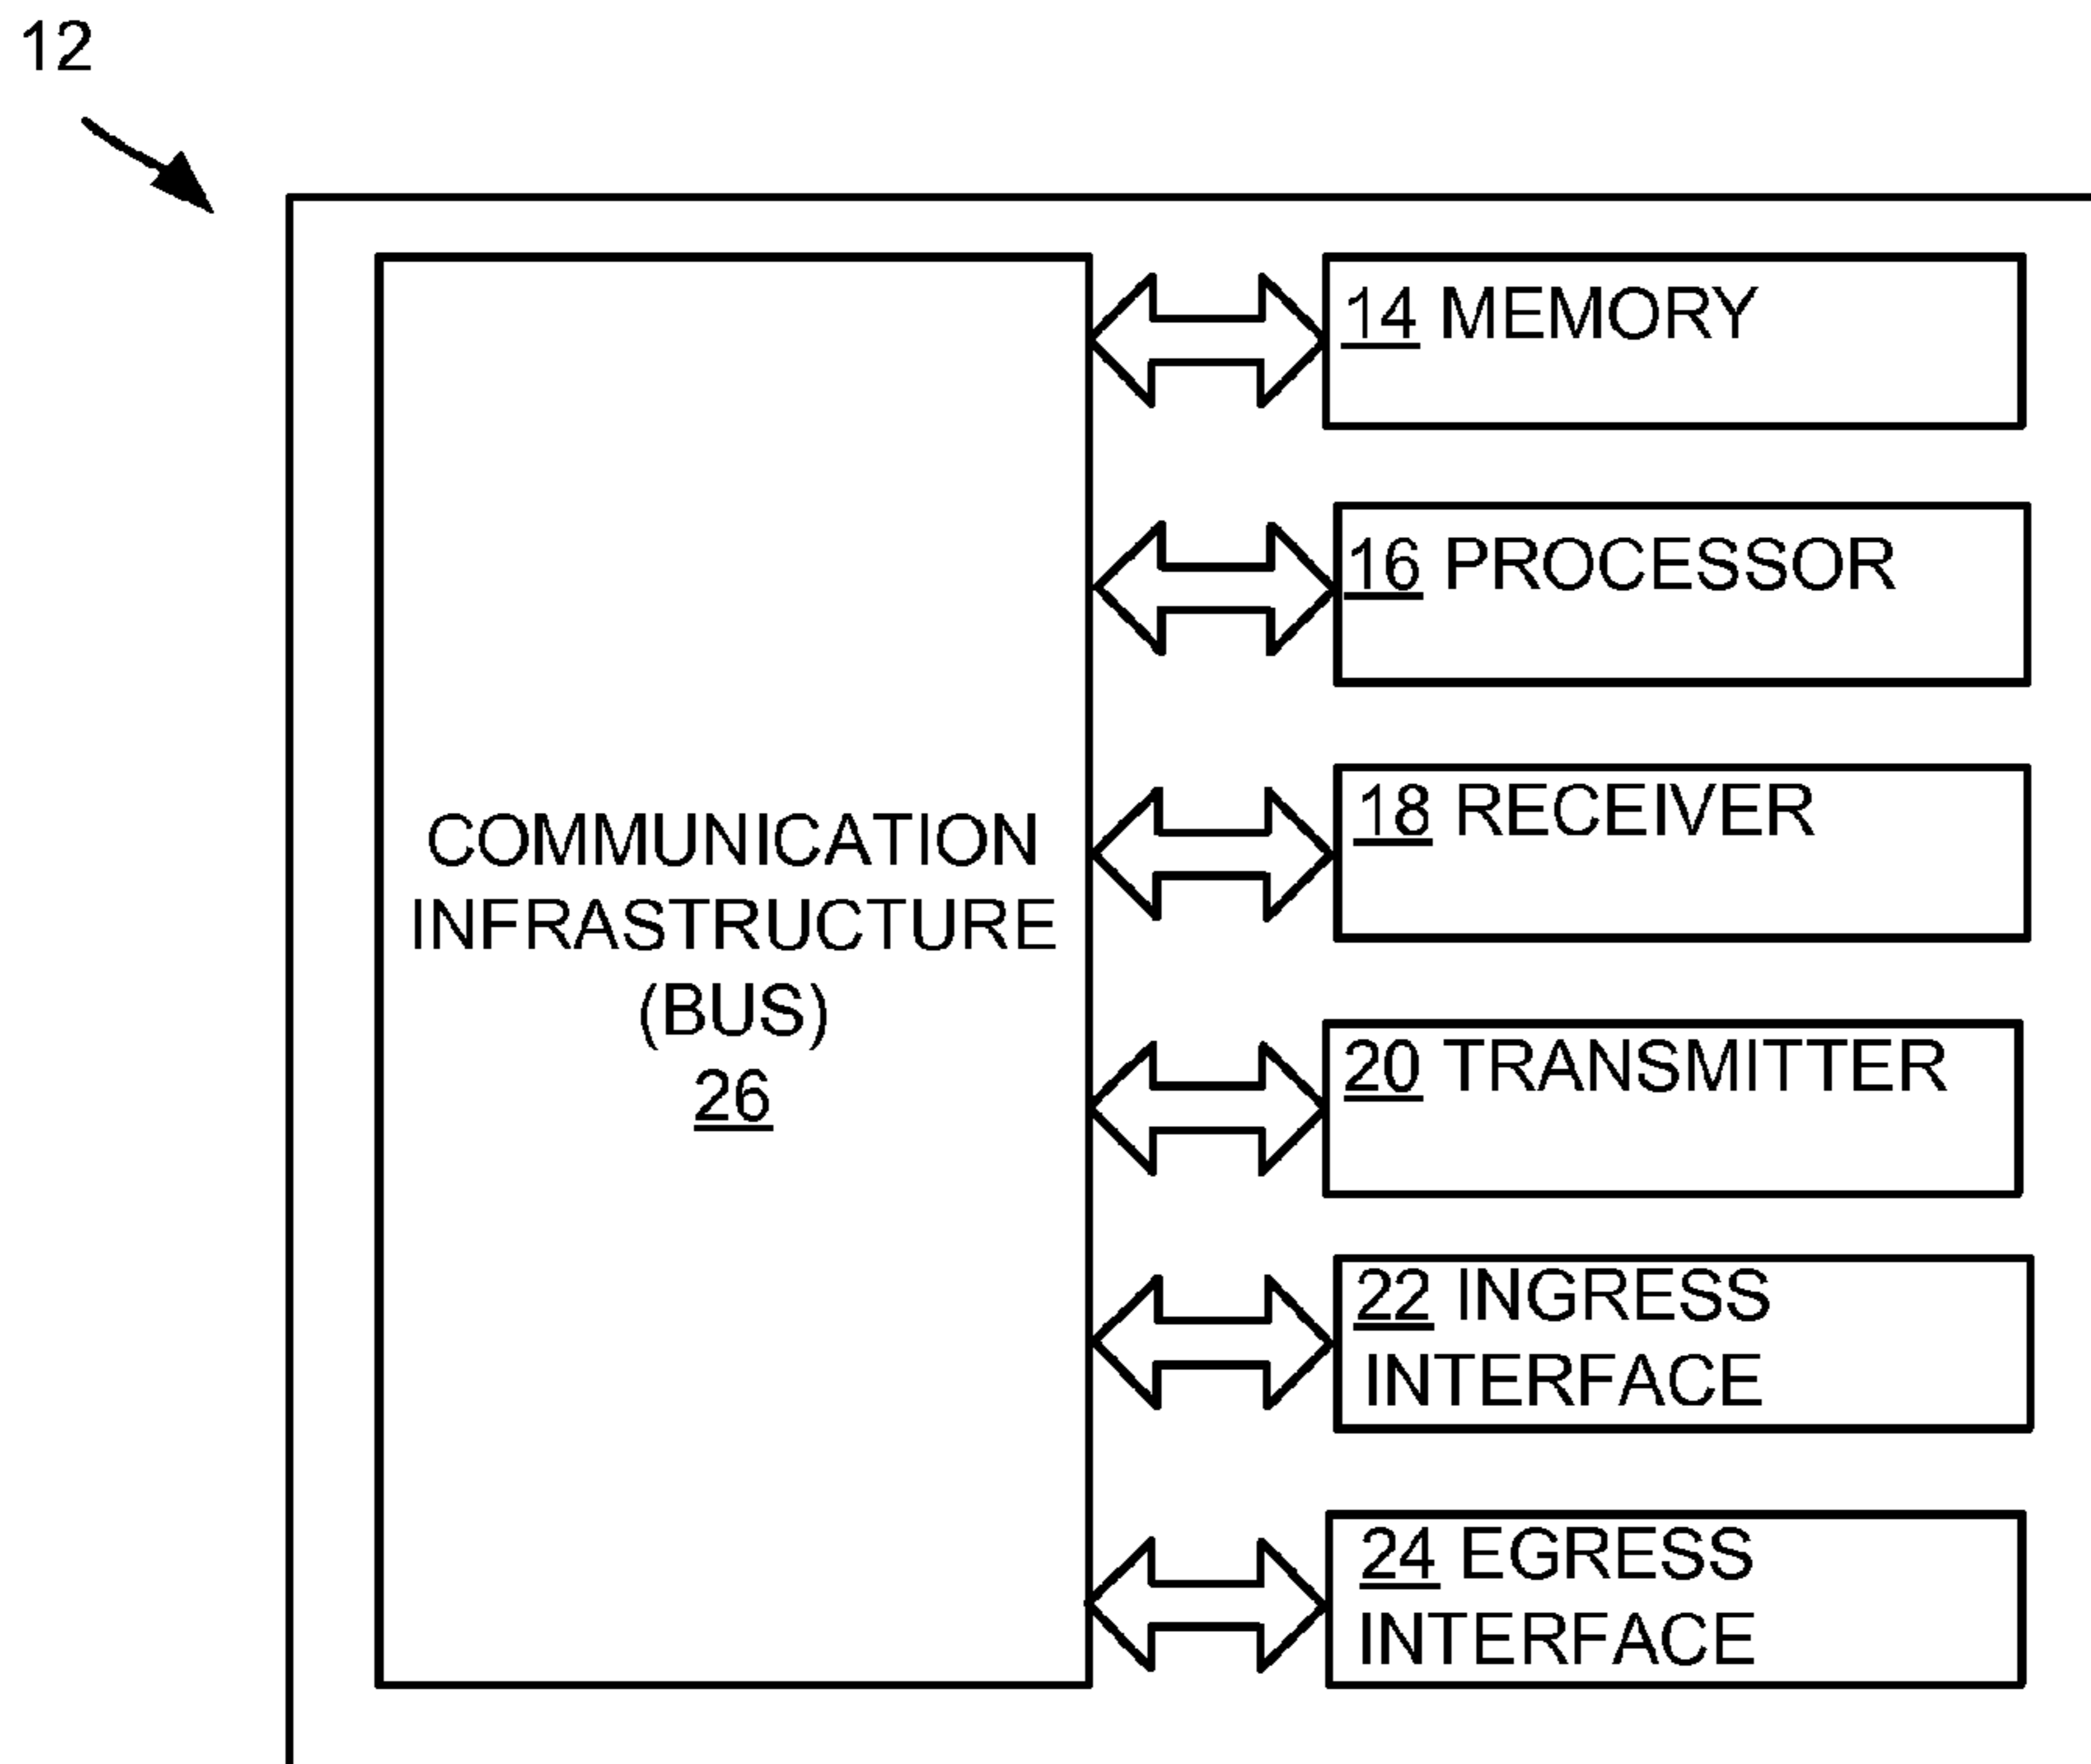 12
14 MEMORY
16 PROCESSOR
18 RECEIVER
COMMUNICATION
INFRASTRUCTURE
(BUS)
26
20 TRANSMITTER
22 INGRESS
INTERFACE
24 EGRESS
INTERFACE